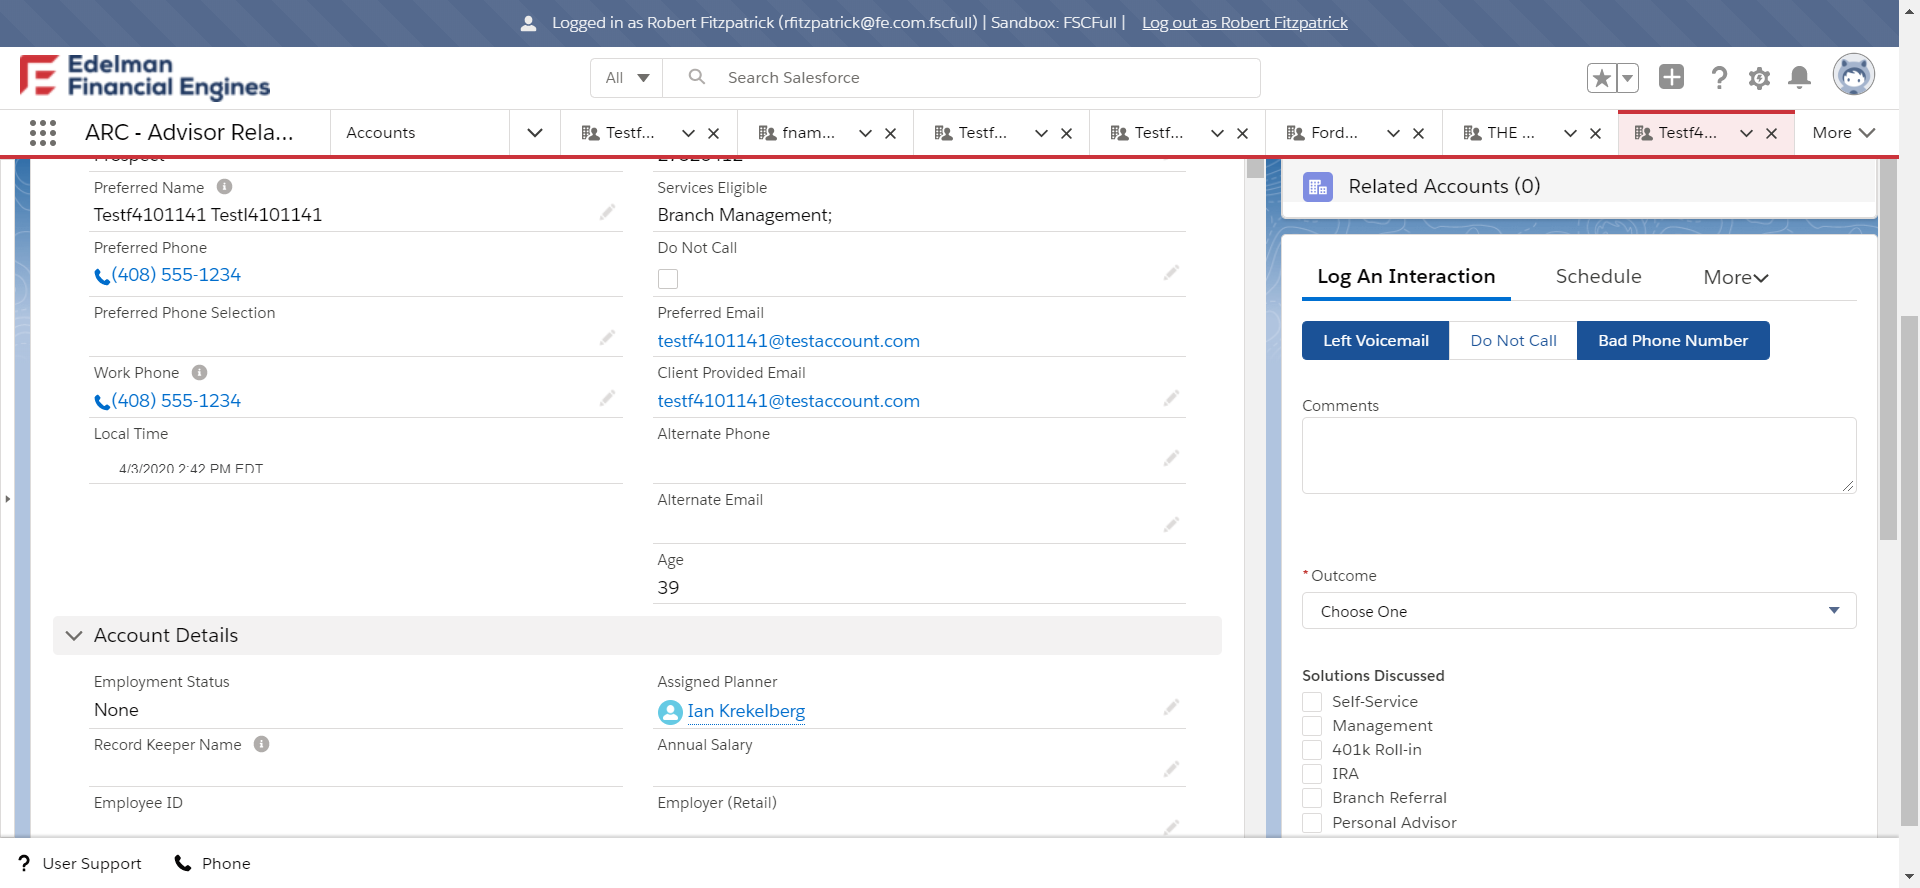 Logged in as Robert Fitzpatrick (rfitzpatrick@fe.com.fscfull) | Sandbox: FSCFull | Log out as Robert Fitzpatrick
Edelman
Financial Engines
All
Search Salesforce
ARC - Advisor Rela...
Accounts
Testf...
fnam...
Testf...
Testf...
Ford...
THE ...
Testf4...
More
Prospect
Preferred Name
Testf4101141 Testl4101141
Preferred Phone
(408) 555-1234
Preferred Phone Selection
Work Phone
(408) 555-1234
Local Time
4/3/2020 2:42 PM EDT
Services Eligible
Branch Management;
Do Not Call
Preferred Email
testf4101141@testaccount.com
Client Provided Email
testf4101141@testaccount.com
Alternate Phone
Alternate Email
Age
39
Account Details
Employment Status
None
Record Keeper Name
Employee ID
Assigned Planner
Ian Krekelberg
Annual Salary
Employer (Retail)
Related Accounts (0)
Log An Interaction
Schedule
More
Left Voicemail
Do Not Call
Bad Phone Number
Comments
*Outcome
Choose One
Solutions Discussed
Self-Service
Management
401k Roll-in
IRA
Branch Referral
Personal Advisor
? User Support
Phone